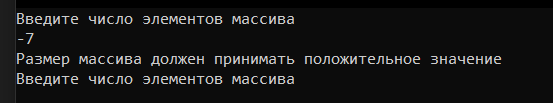 Введите число элементов массива
-7
Размер массива должен принимать положительное значение
Введите число элементов массива